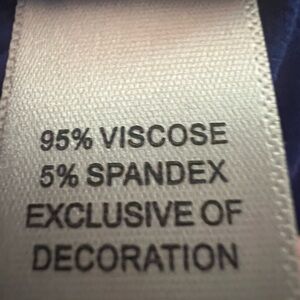 95% VISCOSE
5% SPANDEX
EXCLUSIVE OF
DECORATION